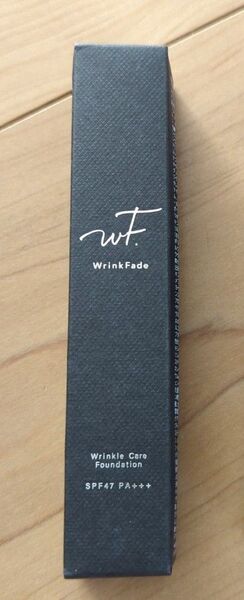 WF.
WrinkFade
Wrinkle Care
Foundation
SPF47 PA+++